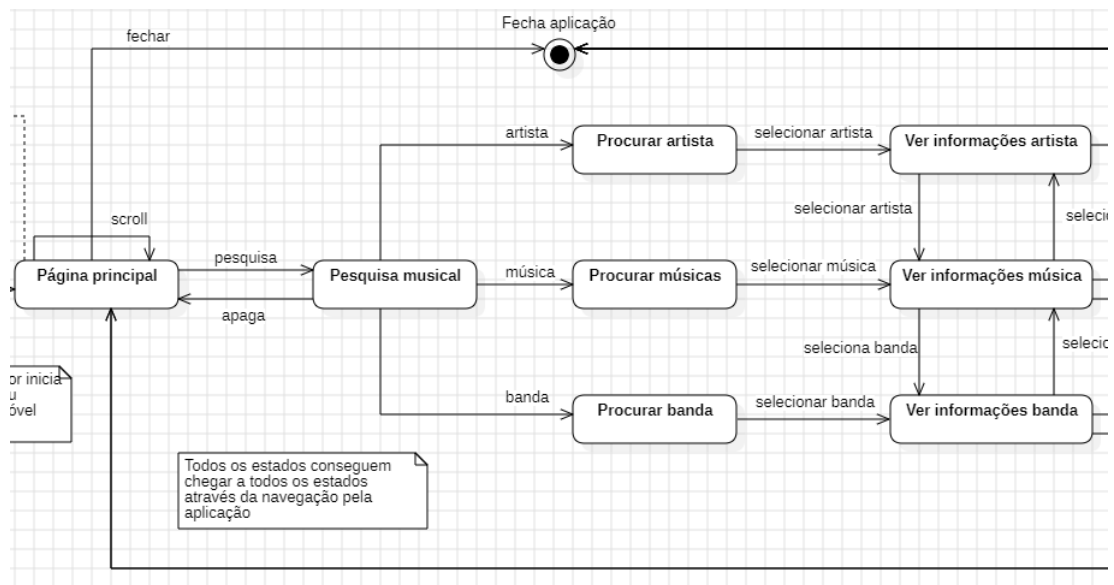 Fecha aplicação
fechar
artista
Procurar artista
selecionar artista
Ver informações artista
scroll
selecionar artista
Página principal
pesquisa
apaga
Pesquisa musical
música
Procurar músicas
selecionar música
Ver informações música
seleciona banda
banda
Procurar banda
selecionar banda
Ver informações banda
inicia
Todos os estados conseguem
chegar a todos os estados
através da navegação pela
aplicação